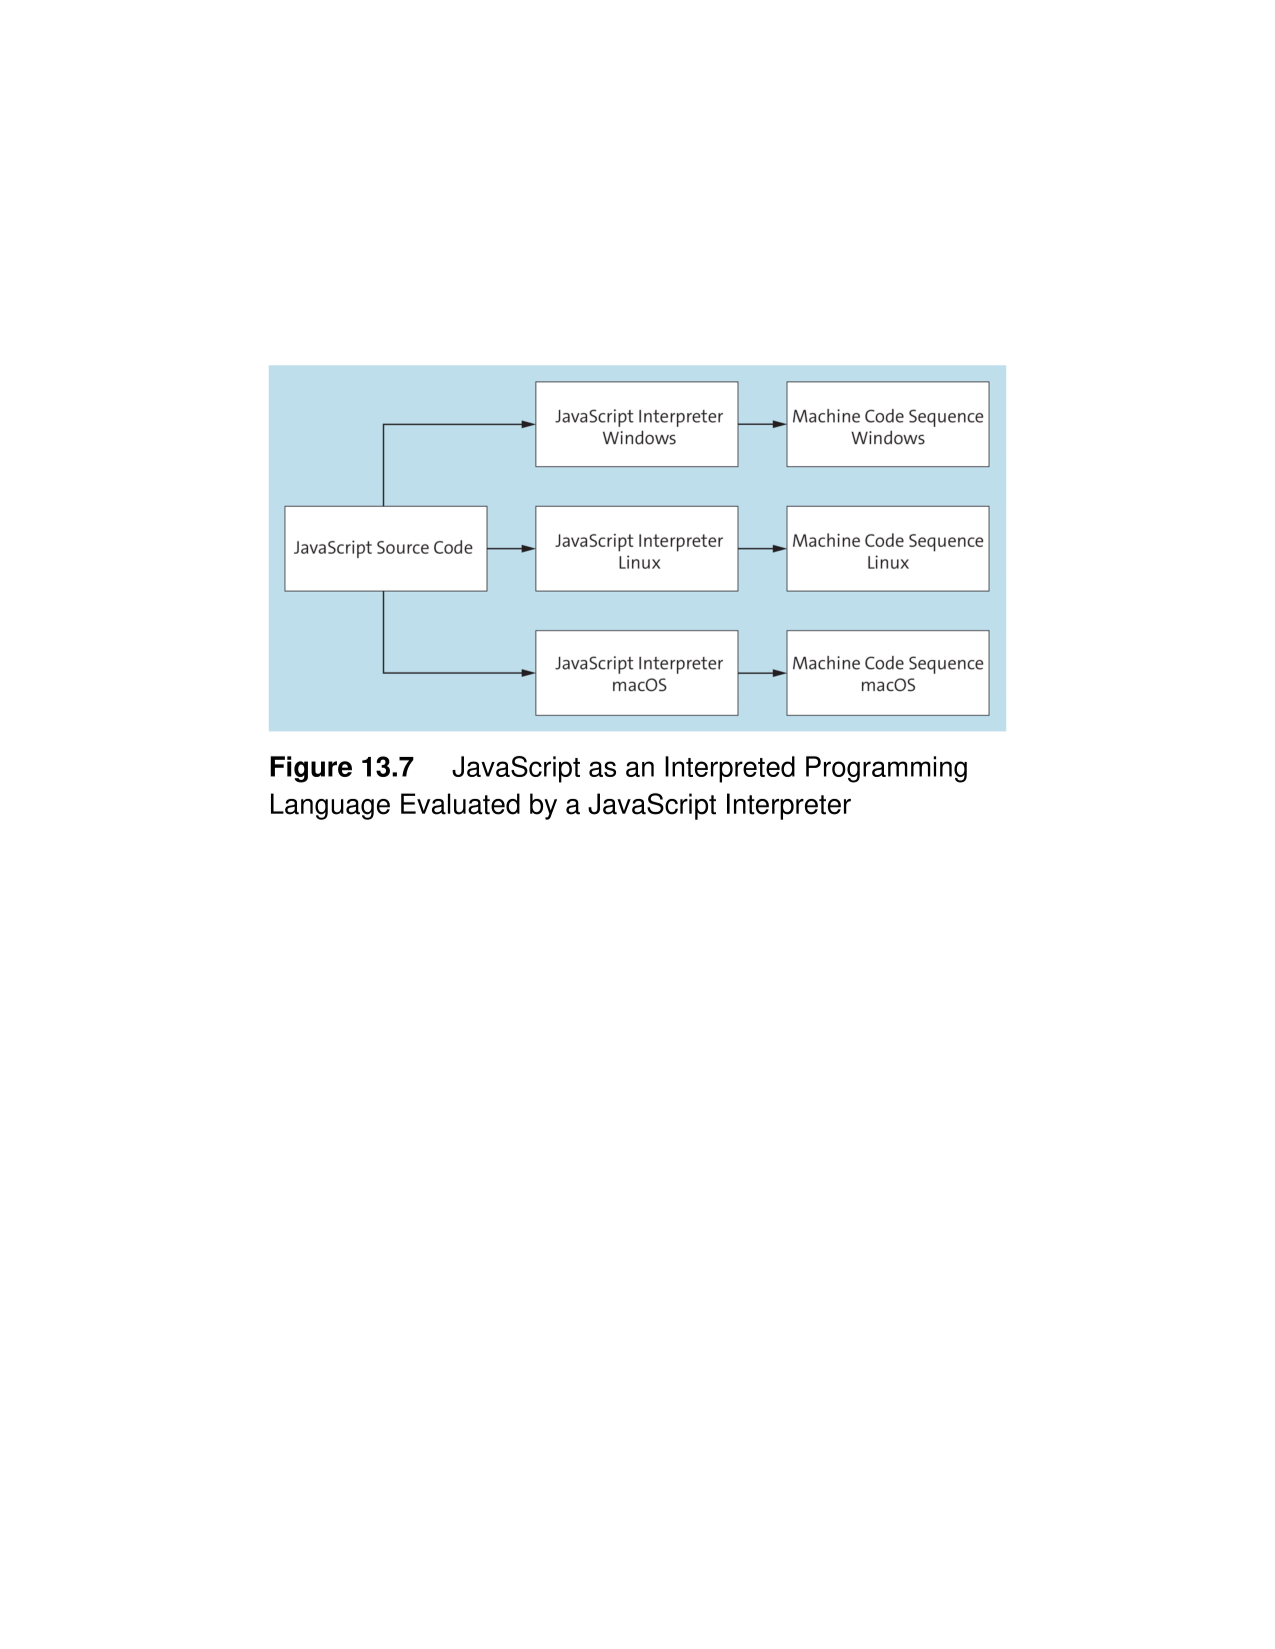 JavaScript Interpreter
Windows
Machine Code Sequence
Windows
JavaScript Source Code
JavaScript Interpreter
Linux
Machine Code Sequence
Linux
JavaScript Interpreter
macOS
Machine Code Sequence
macOS
Figure 13.7 JavaScript as an Interpreted Programming
Language Evaluated by a JavaScript Interpreter